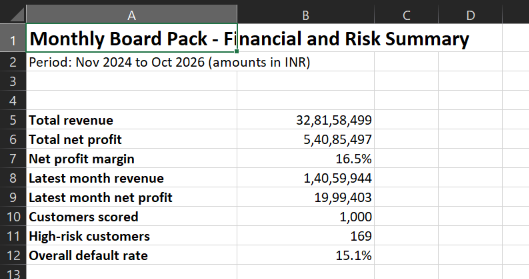 A B C D
1 Monthly Board Pack - Financial and Risk Summary
2 Period: Nov 2024 to Oct 2026 (amounts in INR)
3
4
5 Total revenue 32,81,58,499
6 Total net profit 5,40,85,497
7 Net profit margin 16.5%
8 Latest month revenue 1,40,59,944
9 Latest month net profit 19,99,403
10 Customers scored 1,000
11 High-risk customers 169
12 Overall default rate 15.1%
13